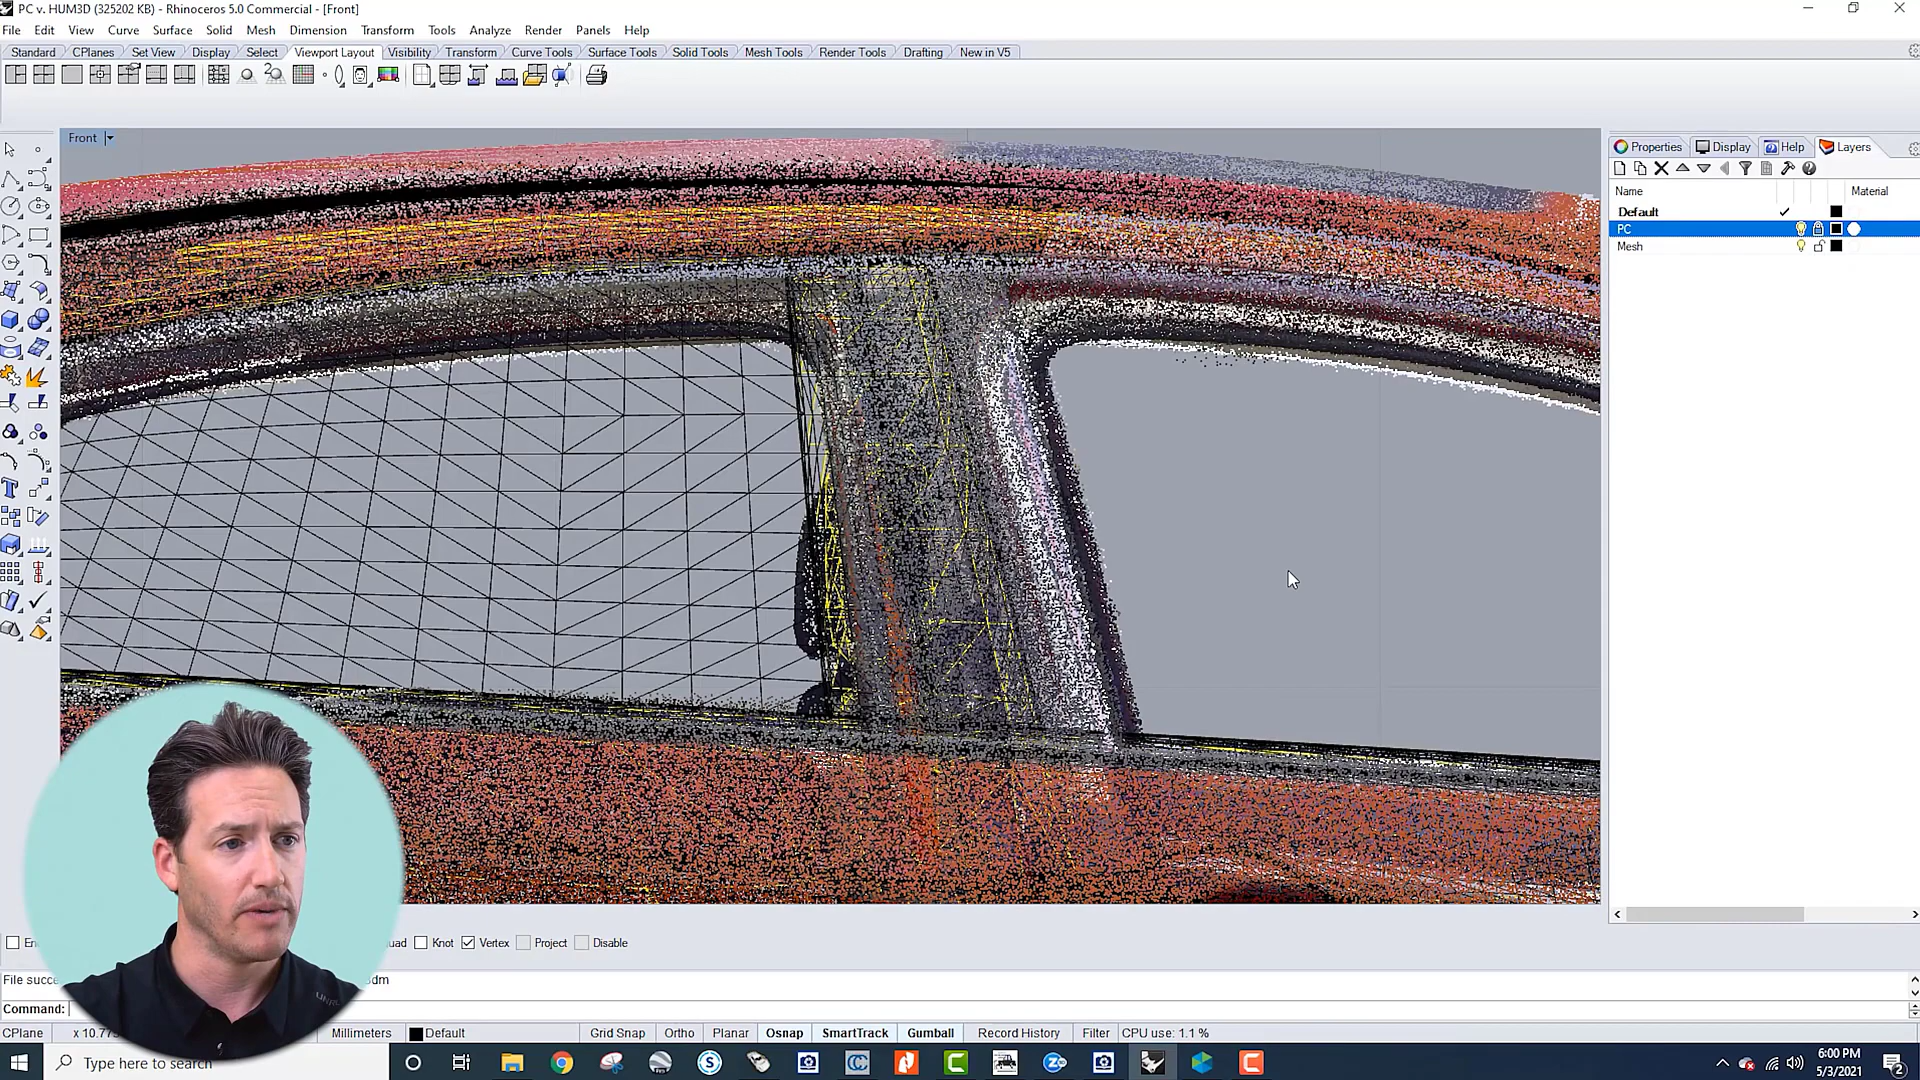 PC v. HUM3D (325202 KB) - Rhinoceros 5.0 Commercial - [Front]
File Edit View Curve Surface Solid Mesh Dimension Transform Tools Analyze Render Panels Help
Standard CPlanes Set View Display Select Viewport Layout Visibility Transform Curve Tools Surface Tools Solid Tools Mesh Tools Render Tools Drafting New in V5
Front
Properties Display Help Layers
Name Material
Default
PC
Mesh
Knot Vertex Project Disable
File succ
Command:
CPlane Millimeters Default Grid Snap Ortho Planar Osnap SmartTrack Gumball Record History Filter CPU use: 1.1 %
Type here to search
6:00 PM
5/3/2021
2